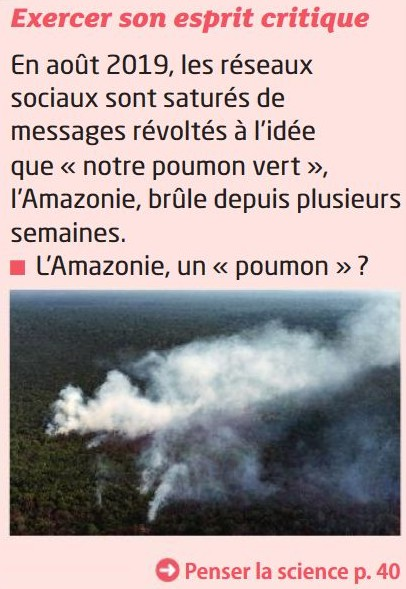 Exercer son esprit critique
En août 2019, les réseaux
sociaux sont saturés de
messages révoltés à l'idée
que « notre poumon vert »,
l'Amazonie, brûle depuis plusieurs
semaines.
■ L'Amazonie, un « poumon » ?
➔ Penser la science p. 40